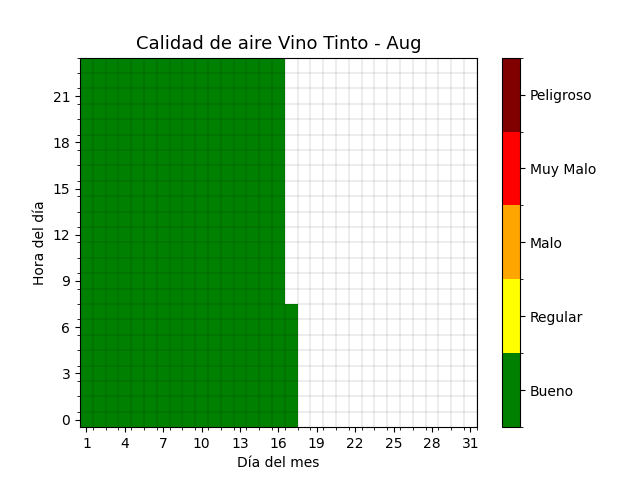 Calidad de aire Vino Tinto - Aug
Hora del día
21
18
15
12
9
6
3
0
1 4 7 10 13 16 19 22 25 28 31
Día del mes
Peligroso
Muy Malo
Malo
Regular
Bueno